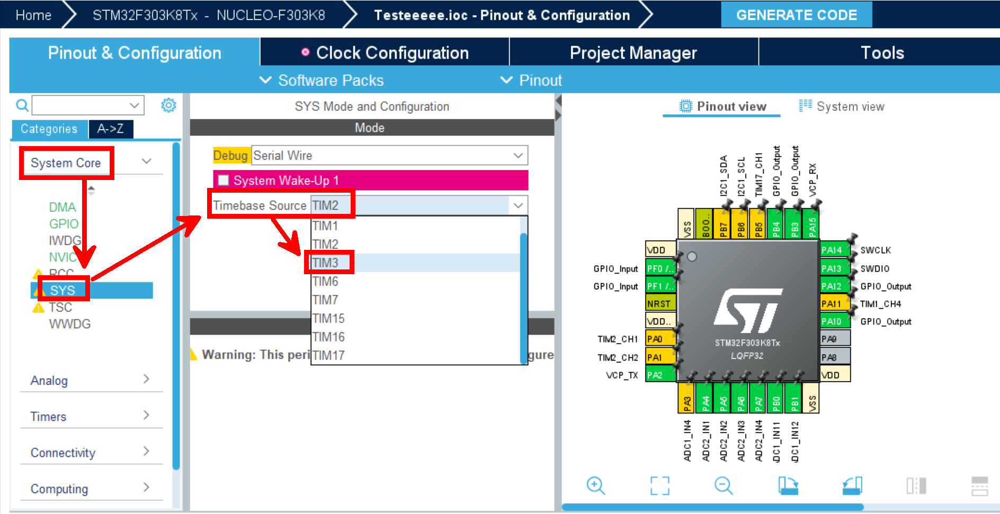 Home
STM32F303K8Tx - NUCLEO-F303K8
Testeeeee.ioc - Pinout & Configuration
GENERATE CODE
Pinout & Configuration
Clock Configuration
Project Manager
Tools
Software Packs
Pinout
Categories
A->Z
System Core
DMA
GPIO
IWDG
NVIC
RCC
SYS
TSC
WWDG
Analog
Timers
Connectivity
Computing
SYS Mode and Configuration
Mode
Debug Serial Wire
System Wake-Up 1
Timebase Source TIM2
TIM1
TIM2
TIM3
TIM6
TIM7
TIM15
TIM16
TIM17
Warning: This peri
gure
Pinout view
System view
I2C1_SDA
I2C1_SCL
TIM17_CH1
GPIO_Output
GPIO_Output
VCP_RX
VSS
BOO..
PB7
PB6
PB5
PB4
PB3
PA15
VDD
GPIO_Input PF0 /..
GPIO_Input PF1 /..
NRST
VDD..
TIM2_CH1 PA0
TIM2_CH2 PA1
VCP_TX PA2
PA14 SWCLK
PA13 SWDIO
PA12 GPIO_Output
PA11 TIM1_CH4
PA10 GPIO_Output
PA9
PA8
VDD
ST
STM32F303K8Tx
LQFP32
PA3
PA4
PA5
PA6
PA7
PB0
PB1
VSS
ADC1_IN4
ADC2_IN1
ADC2_IN2
ADC2_IN3
ADC2_IN4
DC1_IN11
DC1_IN12